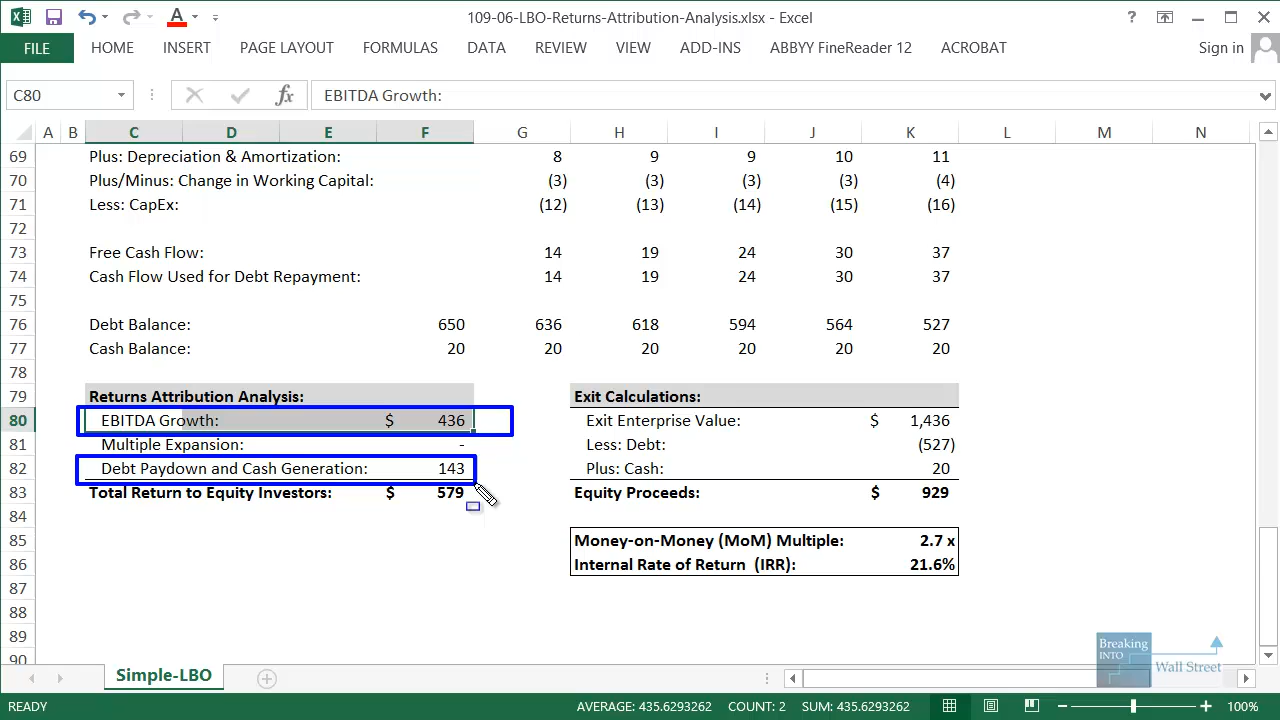 109-06-LBO-Returns-Attribution-Analysis.xlsx - Excel
FILE HOME INSERT PAGE LAYOUT FORMULAS DATA REVIEW VIEW ADD-INS ABBYY FineReader 12 ACROBAT Sign in
C80 fx EBITDA Growth:
A B C D E F G H I J K L M N
69 Plus: Depreciation & Amortization: 8 9 9 10 11
70 Plus/Minus: Change in Working Capital: (3) (3) (3) (3) (4)
71 Less: CapEx: (12) (13) (14) (15) (16)
72
73 Free Cash Flow: 14 19 24 30 37
74 Cash Flow Used for Debt Repayment: 14 19 24 30 37
75
76 Debt Balance: 650 636 618 594 564 527
77 Cash Balance: 20 20 20 20 20 20
78
79 Returns Attribution Analysis: Exit Calculations:
80 EBITDA Growth: $ 436 Exit Enterprise Value: $ 1,436
81 Multiple Expansion: - Less: Debt: (527)
82 Debt Paydown and Cash Generation: 143 Plus: Cash: 20
83 Total Return to Equity Investors: $ 579 Equity Proceeds: $ 929
84
85 Money-on-Money (MoM) Multiple: 2.7 x
86 Internal Rate of Return (IRR): 21.6%
87
88
89
90
Breaking
INTO
Wall Street
Simple-LBO
READY AVERAGE: 435.6293262 COUNT: 2 SUM: 435.6293262 100%